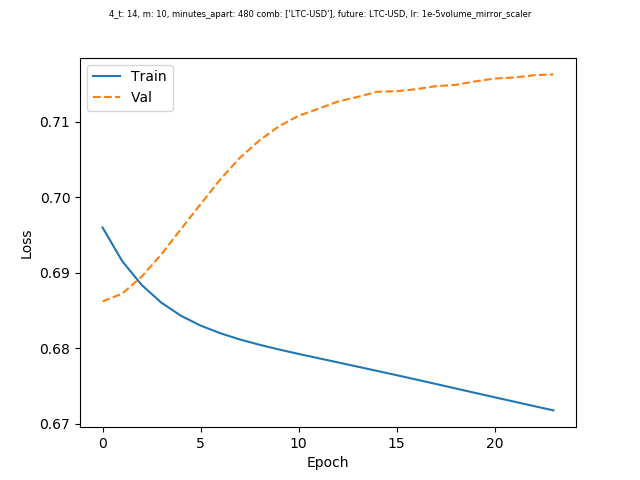 4_t: 14, m: 10, minutes_apart: 480 comb: ['LTC-USD'], future: LTC-USD, lr: 1e-5volume_mirror_scaler
Train
Val
0.71
0.70
0.69
0.68
0.67
Loss
0 5 10 15 20
Epoch